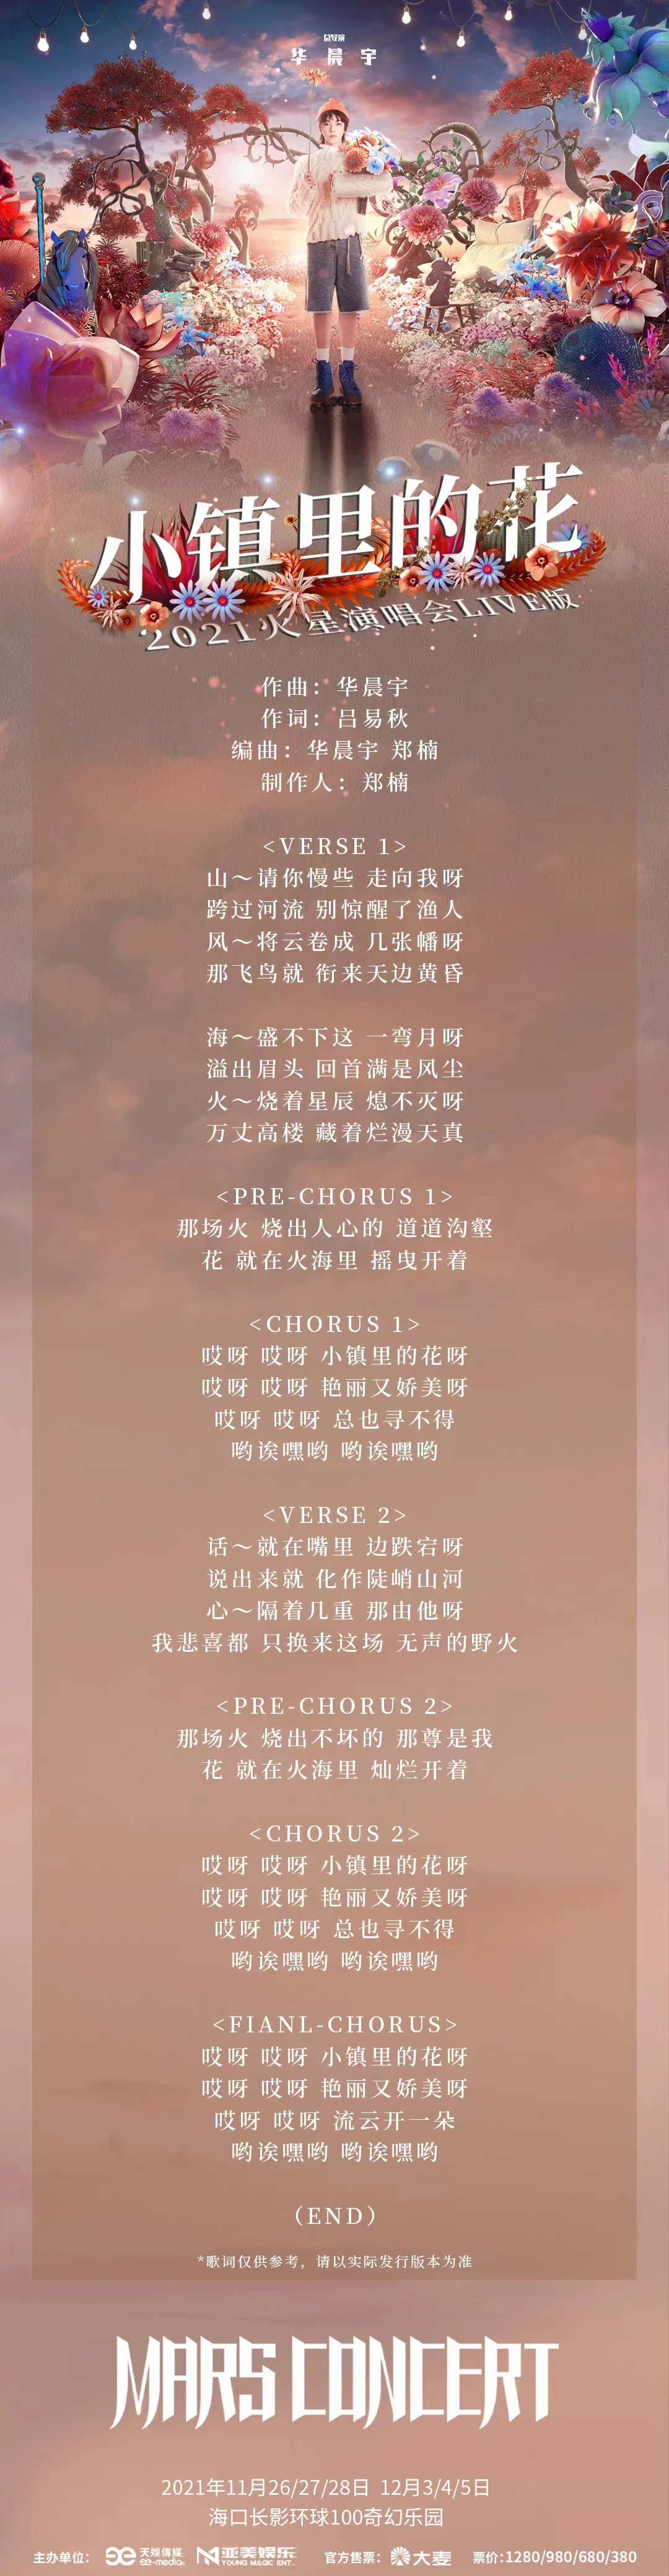 总导演
华 晨 宇
小镇里的花
2021火星演唱会LIVE版
作曲：华晨宇
作词：吕易秋
编曲：华晨宇 郑楠
制作人：郑楠
<VERSE 1>
山～请你慢些 走向我呀
跨过河流 别惊醒了渔人
风～将云卷成 几张幡呀
那飞鸟就 衔来天边黄昏
海～盛不下这 一弯月呀
溢出眉头 回首满是风尘
火～烧着星辰 熄不灭呀
万丈高楼 藏着烂漫天真
<PRE-CHORUS 1>
那场火 烧出人心的 道道沟壑
花 就在火海里 摇曳开着
<CHORUS 1>
哎呀 哎呀 小镇里的花呀
哎呀 哎呀 艳丽又娇美呀
哎呀 哎呀 总也寻不得
哟诶嘿哟 哟诶嘿哟
<VERSE 2>
话～就在嘴里 边跌宕呀
说出来就 化作陡峭山河
心～隔着几重 那由他呀
我悲喜都 只换来这场 无声的野火
<PRE-CHORUS 2>
那场火 烧出不坏的 那尊是我
花 就在火海里 灿烂开着
<CHORUS 2>
哎呀 哎呀 小镇里的花呀
哎呀 哎呀 艳丽又娇美呀
哎呀 哎呀 总也寻不得
哟诶嘿哟 哟诶嘿哟
<FIANL-CHORUS>
哎呀 哎呀 小镇里的花呀
哎呀 哎呀 艳丽又娇美呀
哎呀 哎呀 流云开一朵
哟诶嘿哟 哟诶嘿哟
（END）
*歌词仅供参考，请以实际发行版本为准
MARS CONCERT
2021年11月26/27/28日 12月3/4/5日
海口长影环球100奇幻乐园
主办单位： 天娱传媒 ee-media 亚美娱乐 YOUNG MAGIC ENT. 官方售票： 大麦 票价：1280/980/680/380